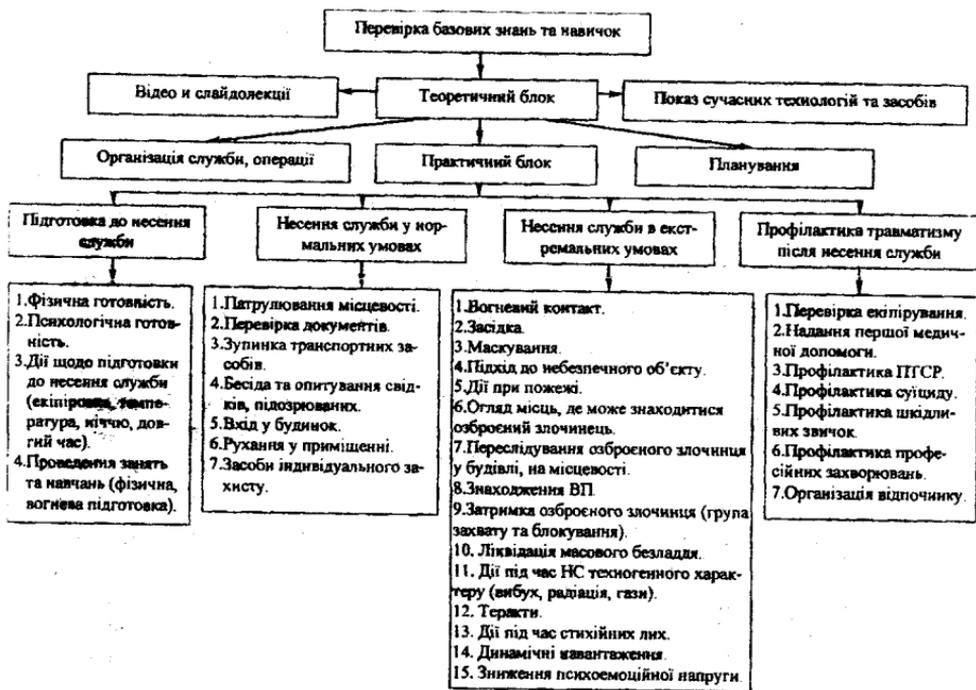 Перевірка базових знань та навичок
Відео и слайдолекції
Теоретичний блок
Показ сучасних технологій та засобів
Організація служби, операції
Практичний блок
Планування
Підготовка до несення
служби
Несення служби у нор-
мальних умовах
Несення служби в екст-
ремальних умовах
Профілактика травматизму
після несення служби
1.Фізична готовність.
2.Психологічна готов-
ність.
3.Дії щодо підготовки
до несення служби
(екіпіровка, темпе-
ратура, ніччю, дов-
гий час).
4.Проведення занять
та навчань (фізична,
вогнева підготовка).
1.Патрулювання місцевості.
2.Перевірка документів.
3.Зупинка транспортних за-
собів.
4.Бесіда та опитування свід-
ків, підозрюваних.
5.Вхід у будинок.
6.Рухання у приміщенні.
7.Засоби індивідуального за-
хисту.
1.Вогневий контакт.
2.Засідка.
3.Маскування.
4.Підхід до небезпечного об’єкту.
5.Дії при пожежі.
6.Огляд місць, де може знаходитися
озброєний злочинець.
7.Переслідування озброєного злочинця
у будівлі, на місцевості.
8.Знаходження ВП.
9.Затримка озброєного злочинця (група
захвату та блокування).
10. Ліквідація масового безладдя.
11. Дії під час НС техногенного харак-
теру (вибух, радіація, гази).
12. Теракти.
13. Дії під час стихійних лих.
14. Динамічні навантаження.
15. Зниження психоемоційної напруги.
1.Перевірка екіпірування.
2.Надання першої медич-
ної допомоги.
3.Профілактика ПТСР.
4.Профілактика суїциду.
5.Профілактика шкідли-
вих звичок.
6.Профілактика профе-
сійних захворювань.
7.Організація відпочинку.